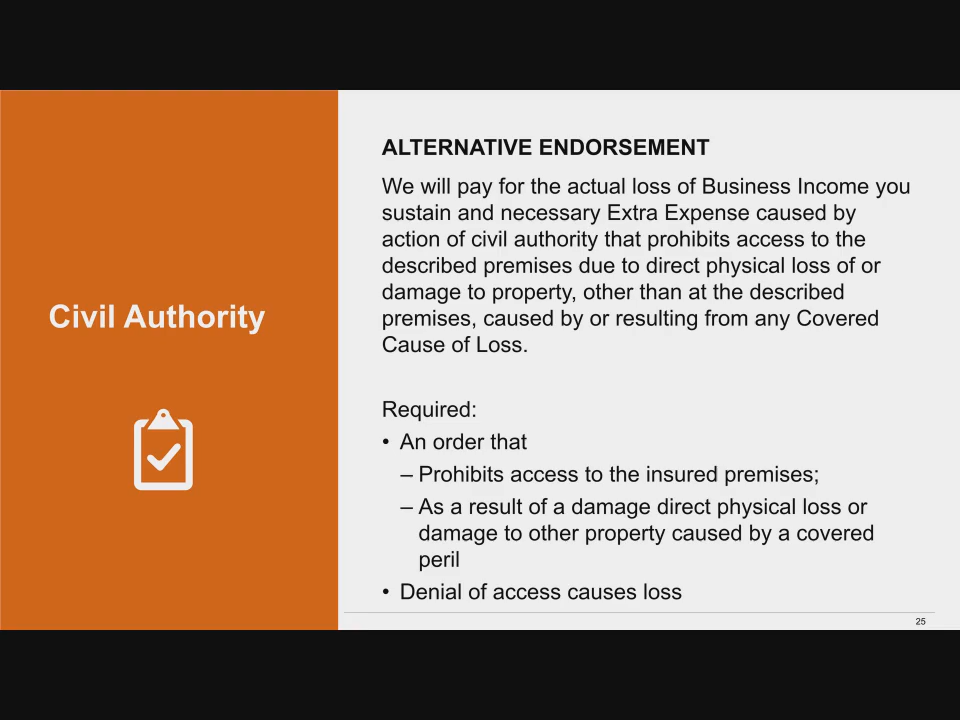 Civil Authority
ALTERNATIVE ENDORSEMENT
We will pay for the actual loss of Business Income you
sustain and necessary Extra Expense caused by
action of civil authority that prohibits access to the
described premises due to direct physical loss of or
damage to property, other than at the described
premises, caused by or resulting from any Covered
Cause of Loss.
Required:
• An order that
– Prohibits access to the insured premises;
– As a result of a damage direct physical loss or
damage to other property caused by a covered
peril
• Denial of access causes loss
25